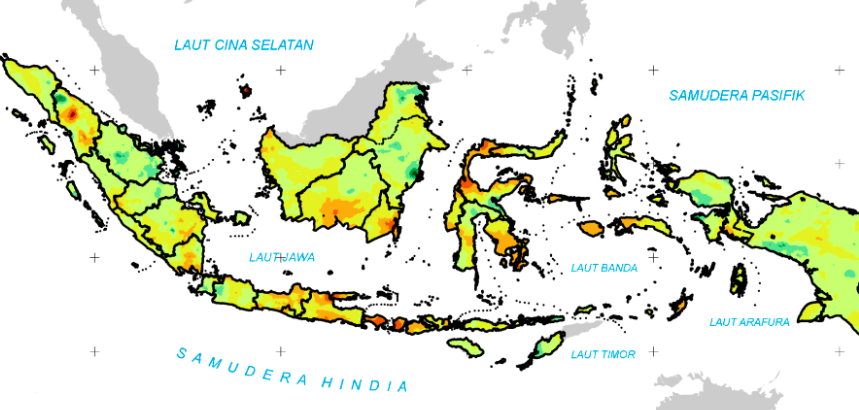 LAUT CINA SELATAN
SAMUDERA PASIFIK
LAUT JAWA
LAUT BANDA
LAUT ARAFURA
LAUT TIMOR
SAMUDERA HINDIA